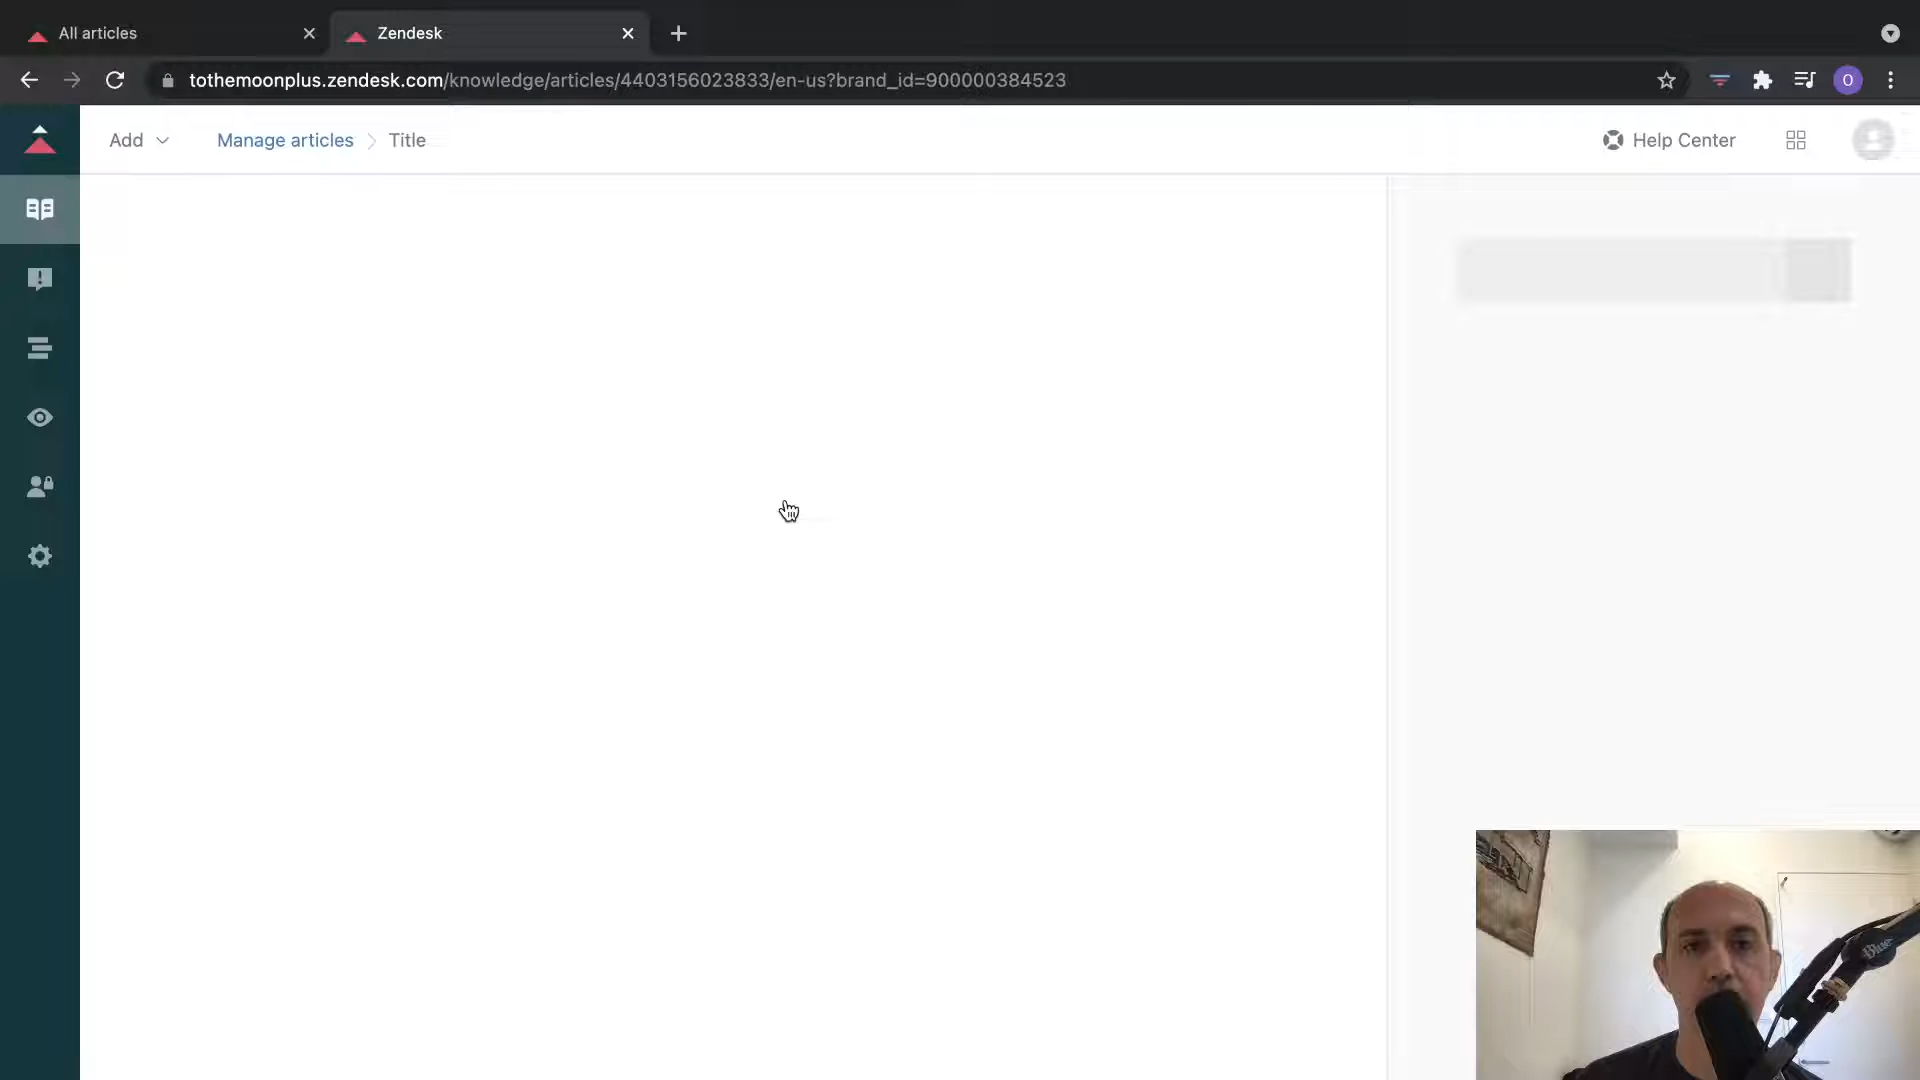 All articles
Zendesk
tothemoonplus.zendesk.com/knowledge/articles/4403156023833/en-us?brand_id=900000384523
O
Add
Manage articles
Title
Help Center
Blue